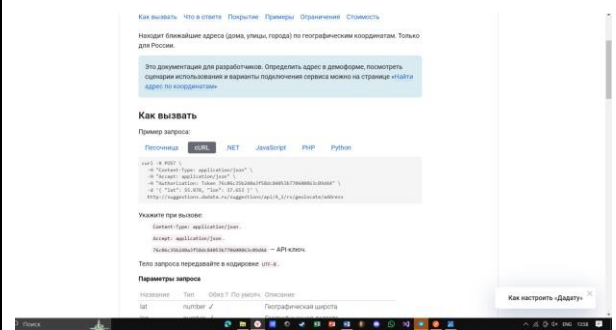 Как вызвать Что в ответе Покрытие Примеры Ограничения Стоимость
Находит ближайшие адреса (дома, улицы, города) по географическим координатам. Только
для России.
Это документация для разработчиков. Определить адрес в демоформе, посмотреть
сценарии использования и варианты подключения сервиса можно на странице «Найти
адрес по координатам»
Как вызвать
Пример запроса:
Песочница cURL .NET JavaScript PHP Python
curl -X POST \
-H "Content-Type: application/json" \
-H "Accept: application/json" \
-H "Authorization: Token
-d '{ "lat": 55.878, "lon": 37.653 }' \
http://suggestions.dadata.ru/suggestions/api/4_1/rs/geolocate/address
Укажите при вызове:
Content-Type: application/json.
Accept: application/json.
— API-ключ.
Тело запроса передавайте в кодировке UTF-8.
Параметры запроса
Название Тип Обяз.? По умолч. Описание
lat number ✓ Географическая широта
Как настроить «Дадату»
Поиск ENG